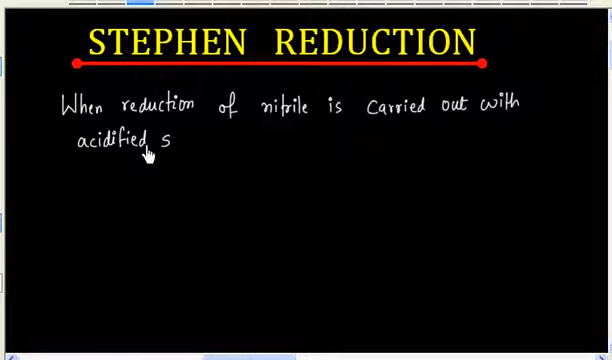 STEPHEN REDUCTION
When reduction of nitrile is carried out with
acidified s